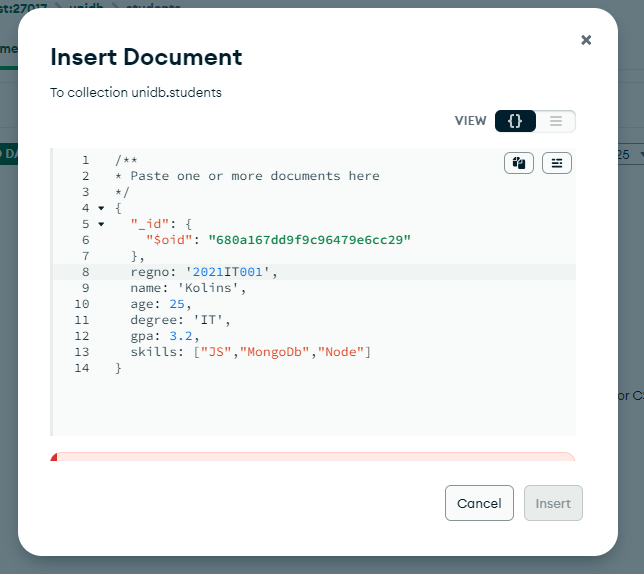 st:27017 > unidb > students
me
Insert Document
To collection unidb.students
VIEW {}
D DA
25
1 /**
2 * Paste one or more documents here
3 */
4 {
5 "_id": {
6 "$oid": "680a167dd9f9c96479e6cc29"
7 },
8 regno: '2021IT001',
9 name: 'Kolins',
10 age: 25,
11 degree: 'IT',
12 gpa: 3.2,
13 skills: ["JS","MongoDb","Node"]
14 }
or C
Cancel Insert